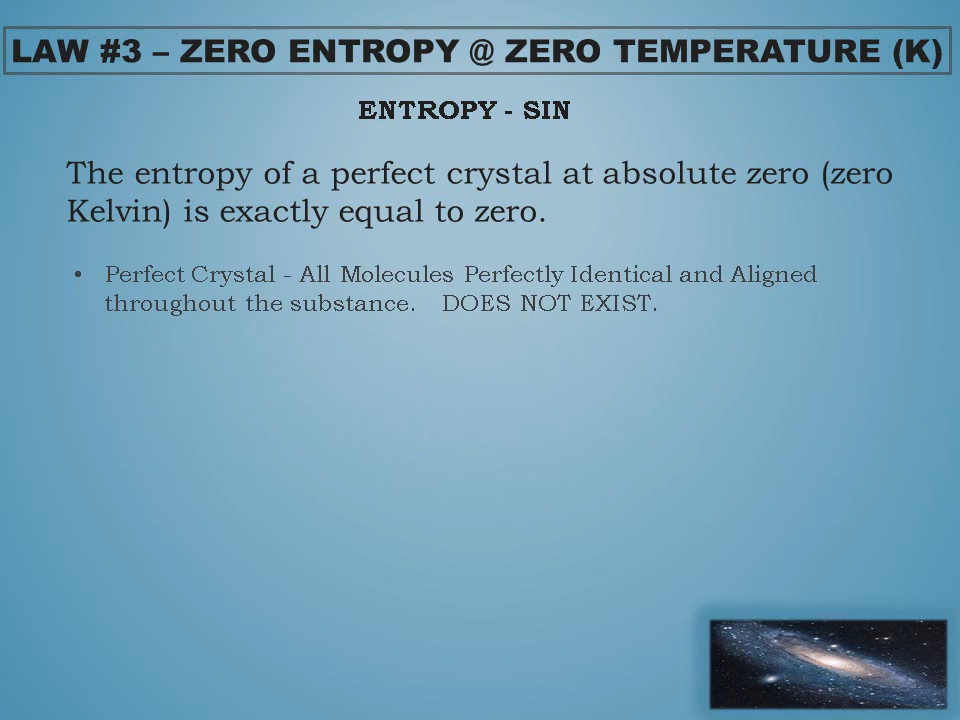 LAW #3 – ZERO ENTROPY @ ZERO TEMPERATURE (K)
ENTROPY - SIN
The entropy of a perfect crystal at absolute zero (zero
Kelvin) is exactly equal to zero.
• Perfect Crystal - All Molecules Perfectly Identical and Aligned
throughout the substance. DOES NOT EXIST.